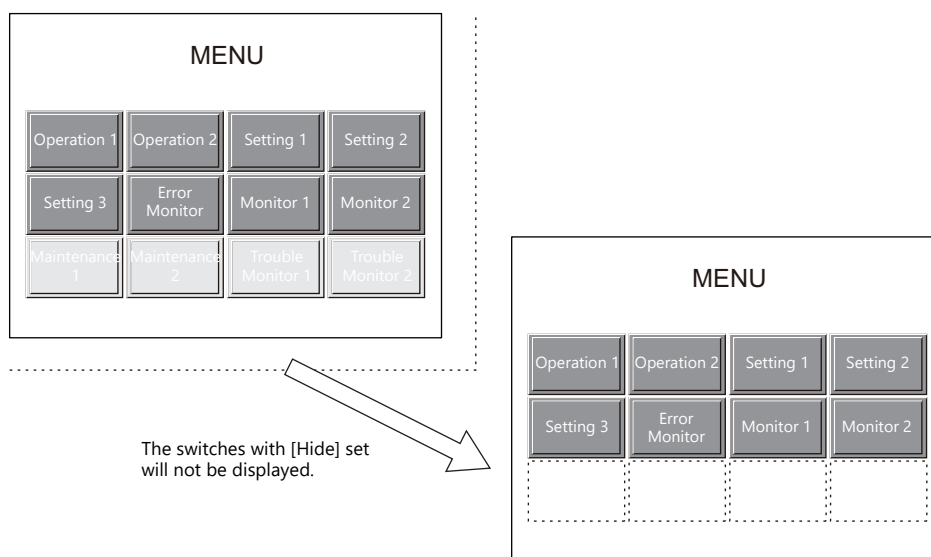 MENU
Operation 1
Operation 2
Setting 1
Setting 2
Setting 3
Error
Monitor
Monitor 1
Monitor 2
Maintenance
1
Maintenance
2
Trouble
Monitor 1
Trouble
Monitor 2
The switches with [Hide] set
will not be displayed.
MENU
Operation 1
Operation 2
Setting 1
Setting 2
Setting 3
Error
Monitor
Monitor 1
Monitor 2